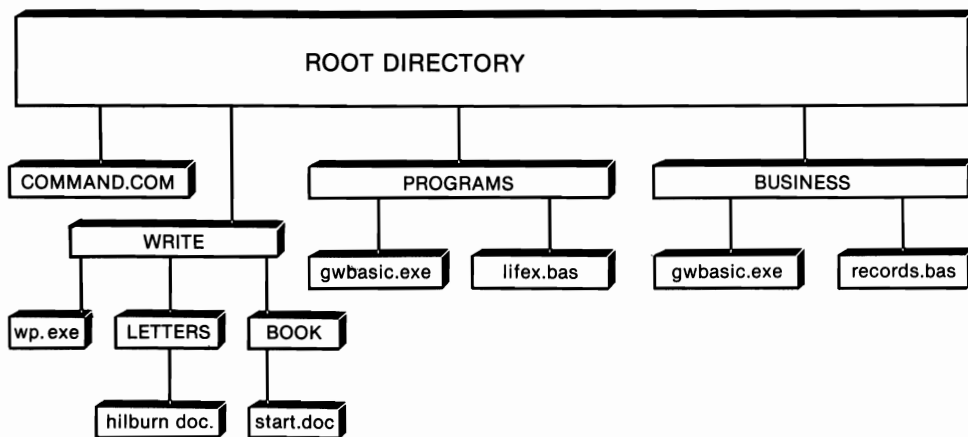 ROOT DIRECTORY
COMMAND.COM
PROGRAMS
BUSINESS
WRITE
gwbasic.exe
lifex.bas
gwbasic.exe
records.bas
wp.exe
LETTERS
BOOK
hilburn doc.
start.doc